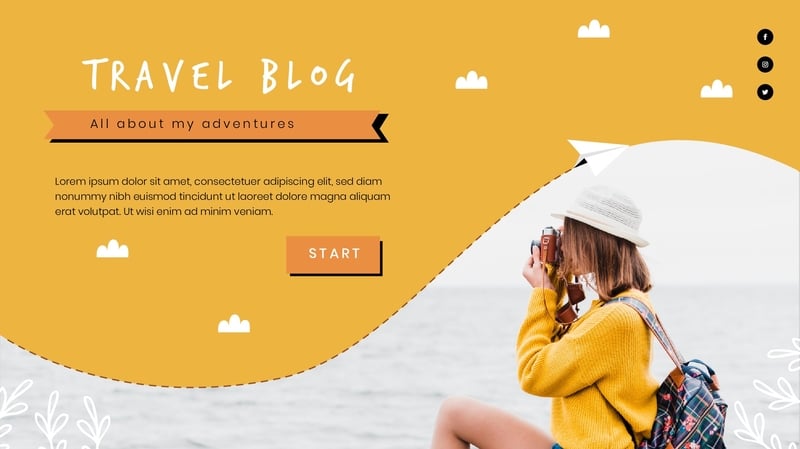 TRAVEL BLOG
All about my adventures
Lorem ipsum dolor sit amet, consectetuer adipiscing elit, sed diam
nonummy nibh euismod tincidunt ut laoreet dolore magna aliquam
erat volutpat. Ut wisi enim ad minim veniam.
START